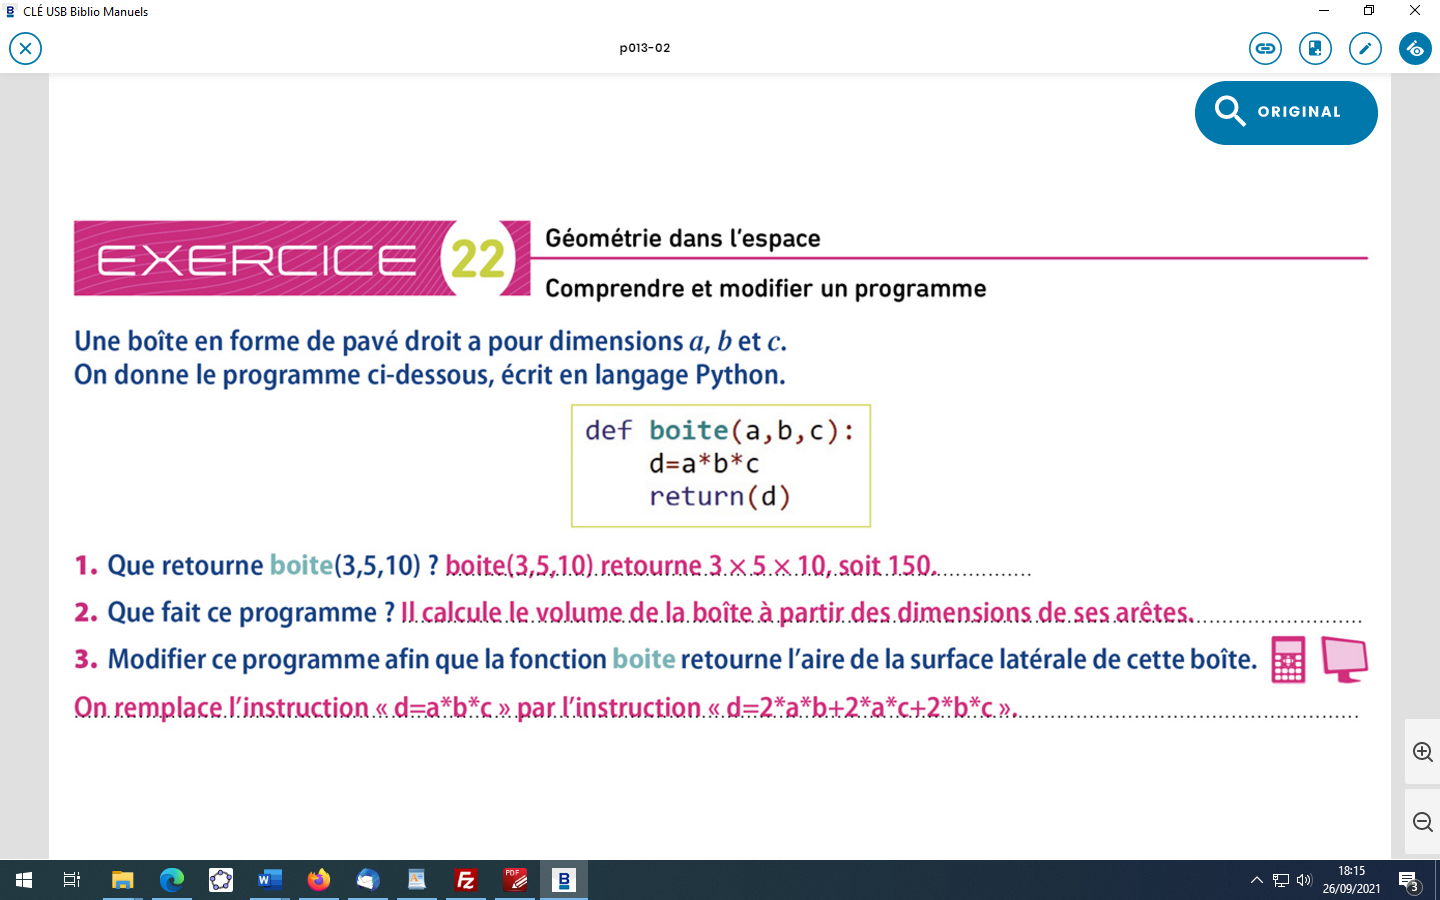 CLÉ USB Biblio Manuels
p013-02
ORIGINAL
EXERCICE 22
Géométrie dans l'espace
Comprendre et modifier un programme
Une boîte en forme de pavé droit a pour dimensions a, b et c.
On donne le programme ci-dessous, écrit en langage Python.
def boite(a,b,c):
d=a*b*c
return(d)
1. Que retourne boite(3,5,10) ? boite(3,5,10) retourne 3 × 5 × 10, soit 150.
2. Que fait ce programme ? Il calcule le volume de la boîte à partir des dimensions de ses arêtes.
3. Modifier ce programme afin que la fonction boite retourne l'aire de la surface latérale de cette boîte.
On remplace l'instruction « d=a*b*c » par l'instruction « d=2*a*b+2*a*c+2*b*c ».
18:15
26/09/2021
3